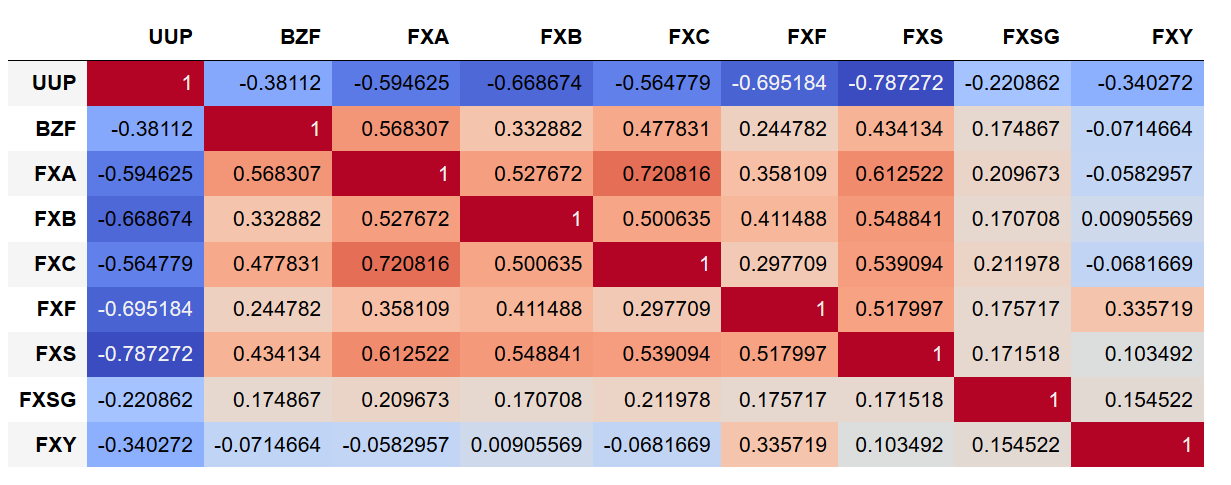 UUP BZF FXA FXB FXC FXF FXS FXSG FXY
UUP 1 -0.38112 -0.594625 -0.668674 -0.564779 -0.695184 -0.787272 -0.220862 -0.340272
BZF -0.38112 1 0.568307 0.332882 0.477831 0.244782 0.434134 0.174867 -0.0714664
FXA -0.594625 0.568307 1 0.527672 0.720816 0.358109 0.612522 0.209673 -0.0582957
FXB -0.668674 0.332882 0.527672 1 0.500635 0.411488 0.548841 0.170708 0.00905569
FXC -0.564779 0.477831 0.720816 0.500635 1 0.297709 0.539094 0.211978 -0.0681669
FXF -0.695184 0.244782 0.358109 0.411488 0.297709 1 0.517997 0.175717 0.335719
FXS -0.787272 0.434134 0.612522 0.548841 0.539094 0.517997 1 0.171518 0.103492
FXSG -0.220862 0.174867 0.209673 0.170708 0.211978 0.175717 0.171518 1 0.154522
FXY -0.340272 -0.0714664 -0.0582957 0.00905569 -0.0681669 0.335719 0.103492 0.154522 1